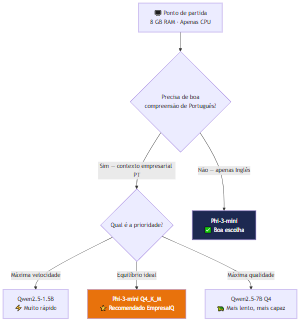 Ponto de partida
8 GB RAM · Apenas CPU
Precisa de boa
compreensão de Português?
Sim — contexto empresarial
PT
Não — apenas Inglês
Qual é a prioridade?
Phi-3-mini
✅ Boa escolha
Máxima velocidade
Equilíbrio ideal
Máxima qualidade
Qwen2.5-1.5B
⚡ Muito rápido
Phi-3-mini Q4_K_M
Recomendado EmpresaIQ
Qwen2.5-7B Q4
🐢 Mais lento, mais capaz